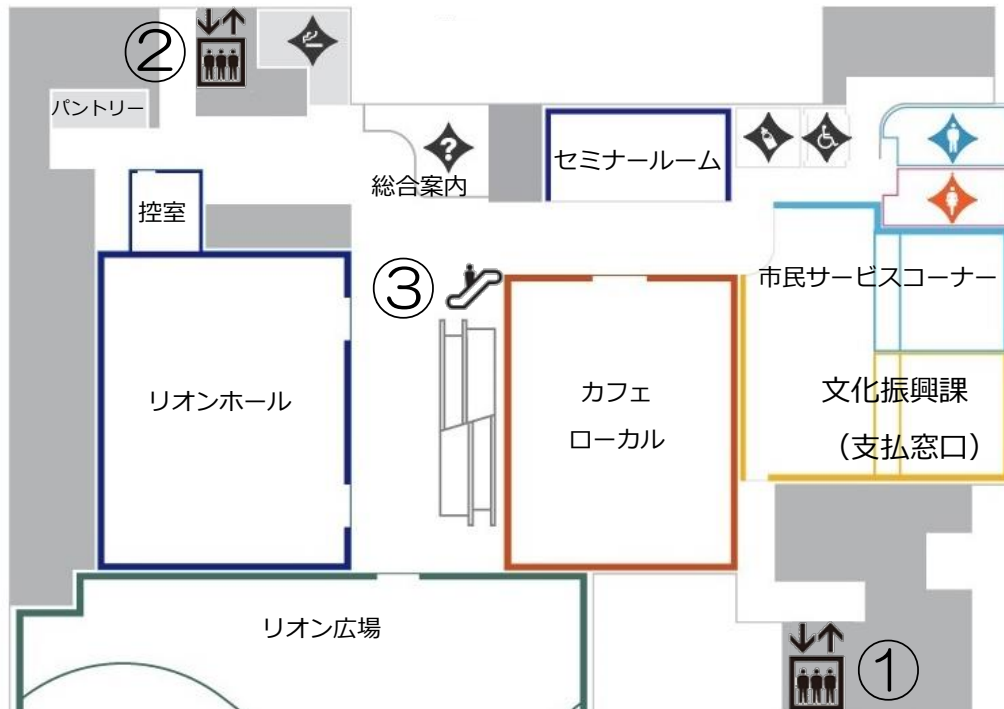 ②
パントリー
総合案内
セミナールーム
控室
③
市民サービスコーナー
リオンホール
カフェ
ローカル
文化振興課
（支払窓口）
リオン広場
①